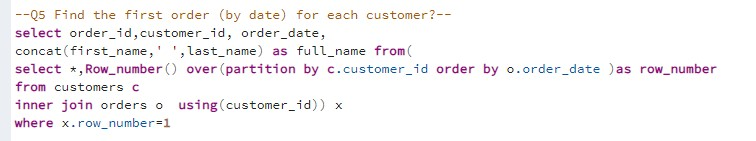 --Q5 Find the first order (by date) for each customer?--
select order_id,customer_id, order_date,
concat(first_name,' ',last_name) as full_name from(
select *,Row_number() over(partition by c.customer_id order by o.order_date )as row_number
from customers c
inner join orders o  using(customer_id)) x
where x.row_number=1